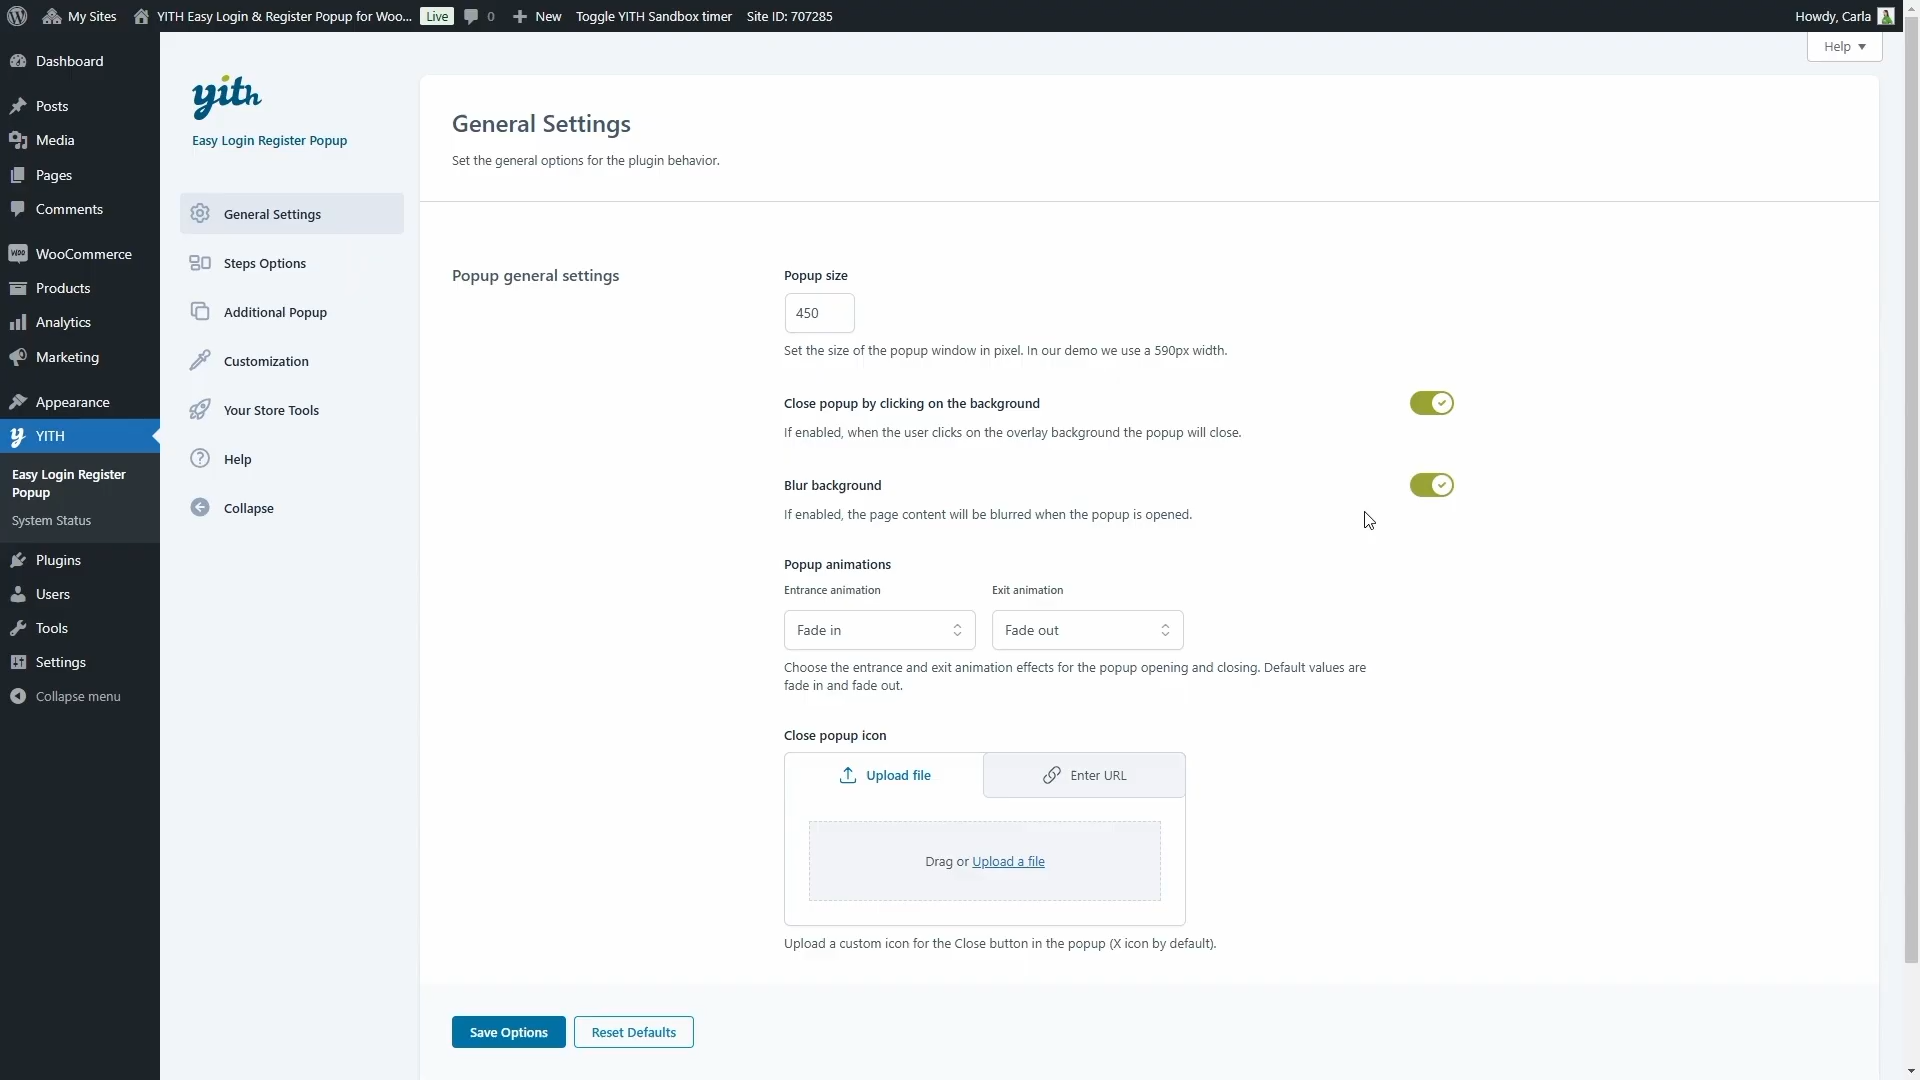 My Sites
YITH Easy Login & Register Popup for Woo...
Live
0
New
Toggle YITH Sandbox timer
Site ID: 707285
Howdy, Carla
Help
Dashboard
Posts
Media
Pages
Comments
WooCommerce
Products
Analytics
Marketing
Appearance
YITH
Easy Login Register
Popup
System Status
Plugins
Users
Tools
Settings
Collapse menu
yith
Easy Login Register Popup
General Settings
Steps Options
Additional Popup
Customization
Your Store Tools
Help
Collapse
General Settings
Set the general options for the plugin behavior.
Popup general settings
Popup size
450
Set the size of the popup window in pixel. In our demo we use a 590px width.
Close popup by clicking on the background
If enabled, when the user clicks on the overlay background the popup will close.
Blur background
If enabled, the page content will be blurred when the popup is opened.
Popup animations
Entrance animation
Exit animation
Fade in
Fade out
Choose the entrance and exit animation effects for the popup opening and closing. Default values are
fade in and fade out.
Close popup icon
Upload file
Enter URL
Drag or Upload a file
Upload a custom icon for the Close button in the popup (X icon by default).
Save Options
Reset Defaults